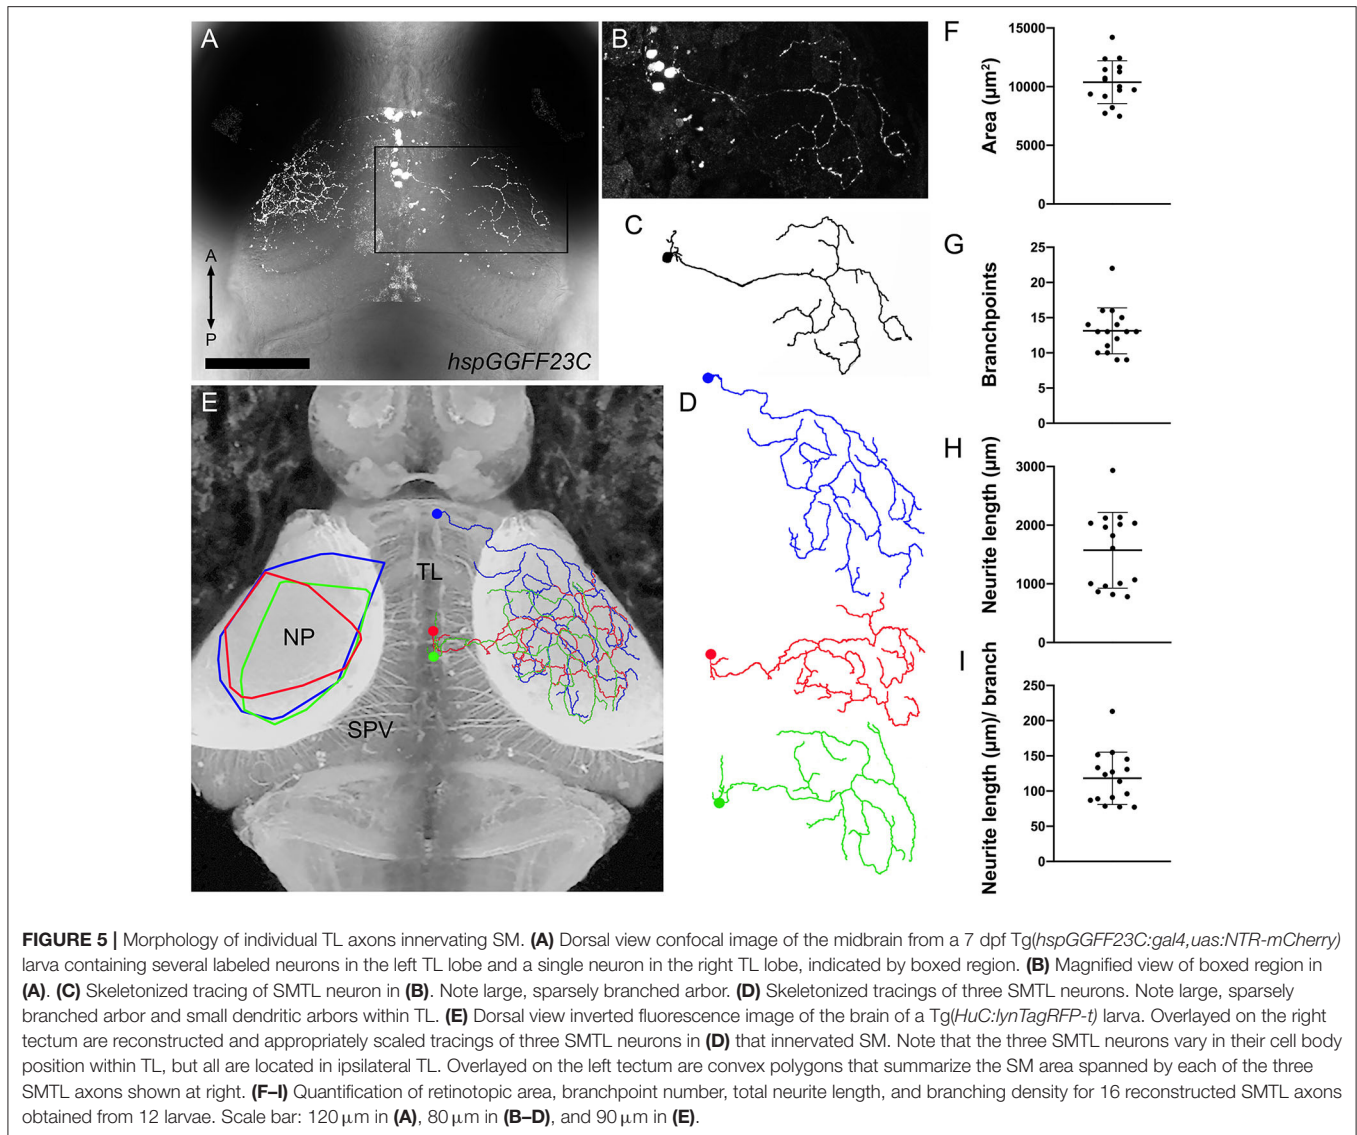 A
A
P
hspGGFF23C
B
C
D
E
TL
NP
SPV
F
Area (µm²)
15000
10000
5000
0
G
Branchpoints
25
20
15
10
5
0
H
Neurite length (µm)
3000
2000
1000
0
I
Neurite length (µm)/ branch
250
200
150
100
50
0
FIGURE 5 | Morphology of individual TL axons innervating SM. (A) Dorsal view confocal image of the midbrain from a 7 dpf Tg(hspGGFF23C:gal4,uas:NTR-mCherry)
larva containing several labeled neurons in the left TL lobe and a single neuron in the right TL lobe, indicated by boxed region. (B) Magnified view of boxed region in
(A). (C) Skeletonized tracing of SMTL neuron in (B). Note large, sparsely branched arbor. (D) Skeletonized tracings of three SMTL neurons. Note large, sparsely
branched arbor and small dendritic arbors within TL. (E) Dorsal view inverted fluorescence image of the brain of a Tg(HuC:lynTagRFP-t) larva. Overlayed on the right
tectum are reconstructed and appropriately scaled tracings of three SMTL neurons in (D) that innervated SM. Note that the three SMTL neurons vary in their cell body
position within TL, but all are located in ipsilateral TL. Overlayed on the left tectum are convex polygons that summarize the SM area spanned by each of the three
SMTL axons shown at right. (F–I) Quantification of retinotopic area, branchpoint number, total neurite length, and branching density for 16 reconstructed SMTL axons
obtained from 12 larvae. Scale bar: 120 µm in (A), 80 µm in (B–D), and 90 µm in (E).